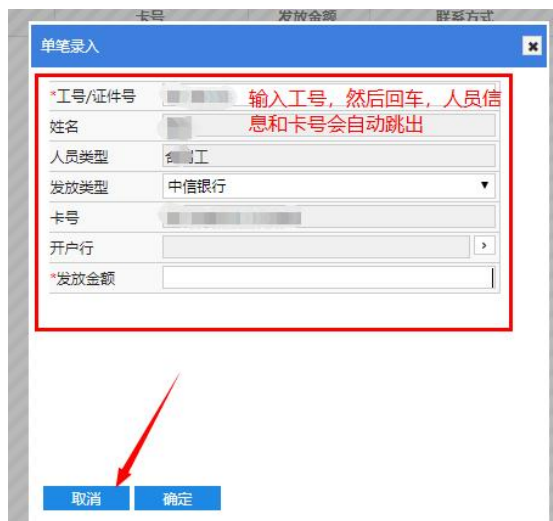 卡号 发放金额 联系方式
单笔录入
*工号/证件号 输入工号，然后回车，人员信
姓名 息和卡号会自动跳出
人员类型 工
发放类型 中信银行
卡号
开户行
*发放金额
取消 确定